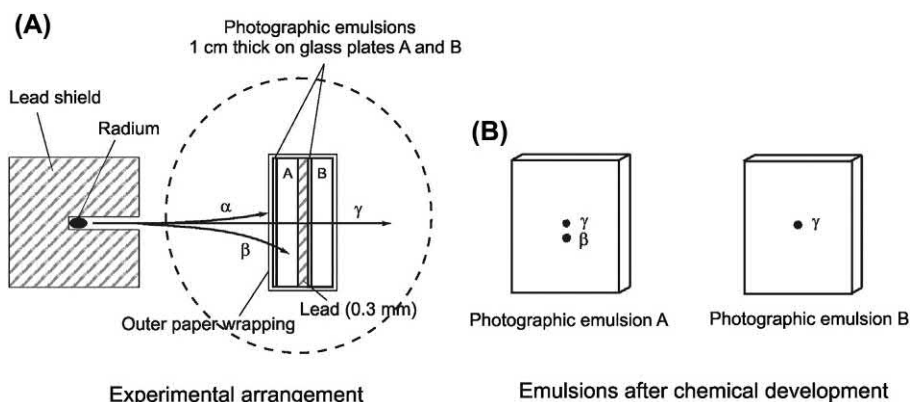 (A)
Photographic emulsions
1 cm thick on glass plates A and B
Lead shield
Radium
A
B
α
γ
β
Lead (0.3 mm)
Outer paper wrapping
Experimental arrangement
(B)
γ
β
γ
Photographic emulsion A
Photographic emulsion B
Emulsions after chemical development